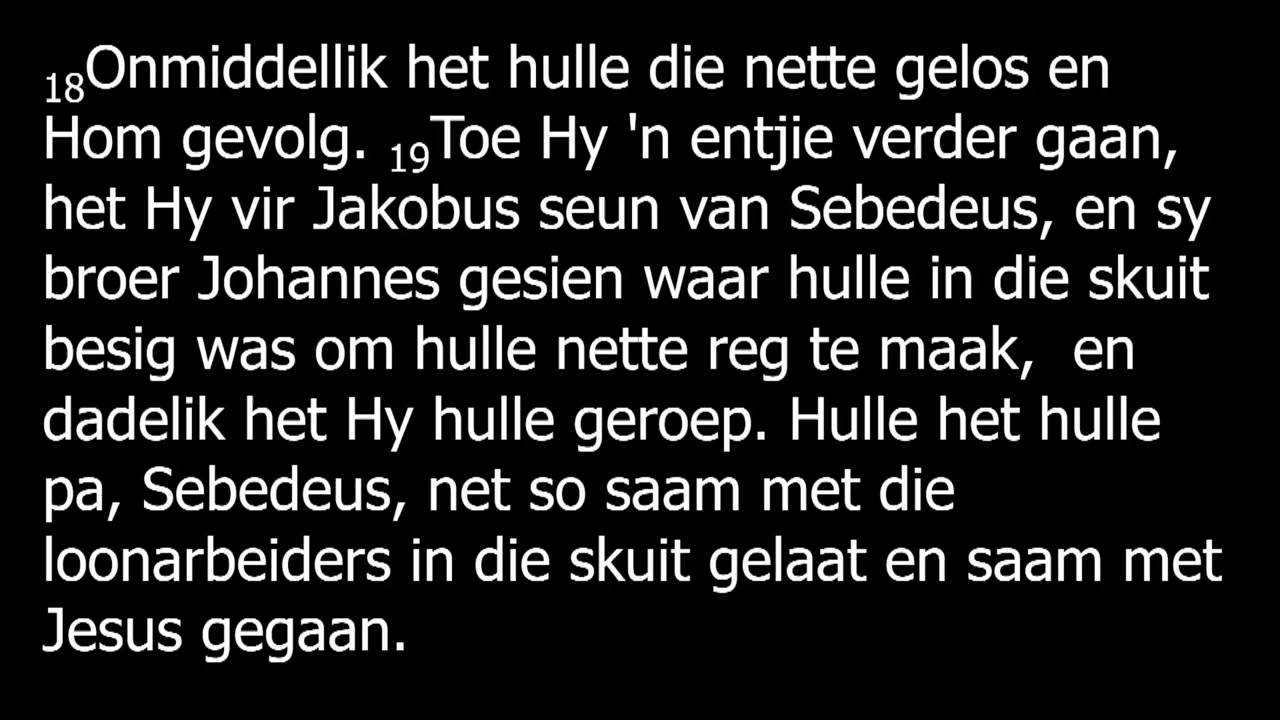 18Onmiddellik het hulle die nette gelos en
Hom gevolg. 19Toe Hy 'n entjie verder gaan,
het Hy vir Jakobus seun van Sebedeus, en sy
broer Johannes gesien waar hulle in die skuit
besig was om hulle nette reg te maak,  en
dadelik het Hy hulle geroep. Hulle het hulle
pa, Sebedeus, net so saam met die
loonarbeiders in die skuit gelaat en saam met
Jesus gegaan.